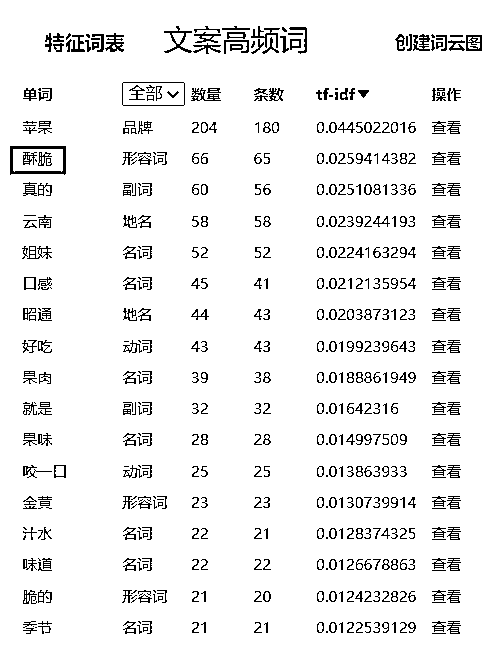 特征词表 文案高频词 创建词云图
单词 全部 数量 条数 tf-idf▼ 操作
苹果 品牌 204 180 0.0445022016 查看
酥脆 形容词 66 65 0.0259414382 查看
真的 副词 60 56 0.0251081336 查看
云南 地名 58 58 0.0239244193 查看
姐妹 名词 52 52 0.0224163294 查看
口感 名词 45 41 0.0212135954 查看
昭通 地名 44 43 0.0203873123 查看
好吃 动词 43 43 0.0199239643 查看
果肉 名词 39 38 0.0188861949 查看
就是 副词 32 32 0.01642316 查看
果味 名词 28 28 0.014997509 查看
咬一口 动词 25 25 0.013863933 查看
金黄 形容词 23 23 0.0130739914 查看
汁水 名词 22 21 0.0128374325 查看
味道 名词 22 22 0.0126678863 查看
脆的 形容词 21 20 0.0124232826 查看
季节 名词 21 21 0.0122539129 查看